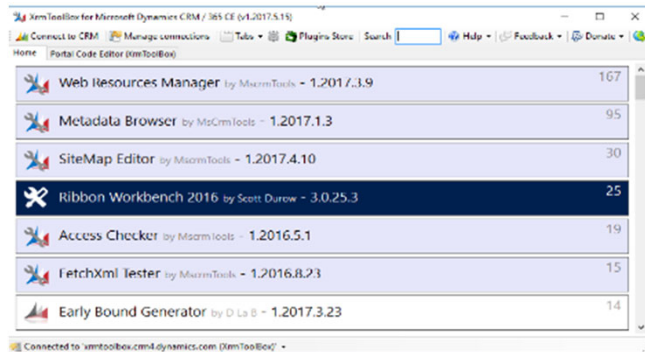 XrmToolBox for Microsoft Dynamics CRM / 365 CE (v1.2017.5.15)
Connect to CRM Manage connections Tabs Plugins Store Search Help Feedback Donate
Home Portal Code Editor (XrmToolBox)
Web Resources Manager by MscrmTools - 1.2017.3.9 167
Metadata Browser by MsCrmTools - 1.2017.1.3 95
SiteMap Editor by MscrmTools - 1.2017.4.10 30
Ribbon Workbench 2016 by Scott Durow - 3.0.25.3 25
Access Checker by MscrmTools - 1.2016.5.1 19
FetchXml Tester by MscrmTools - 1.2016.8.23 15
Early Bound Generator by D La B - 1.2017.3.23 14
Connected to 'xrmtoolbox.crm4.dynamics.com (XrmToolBox)'